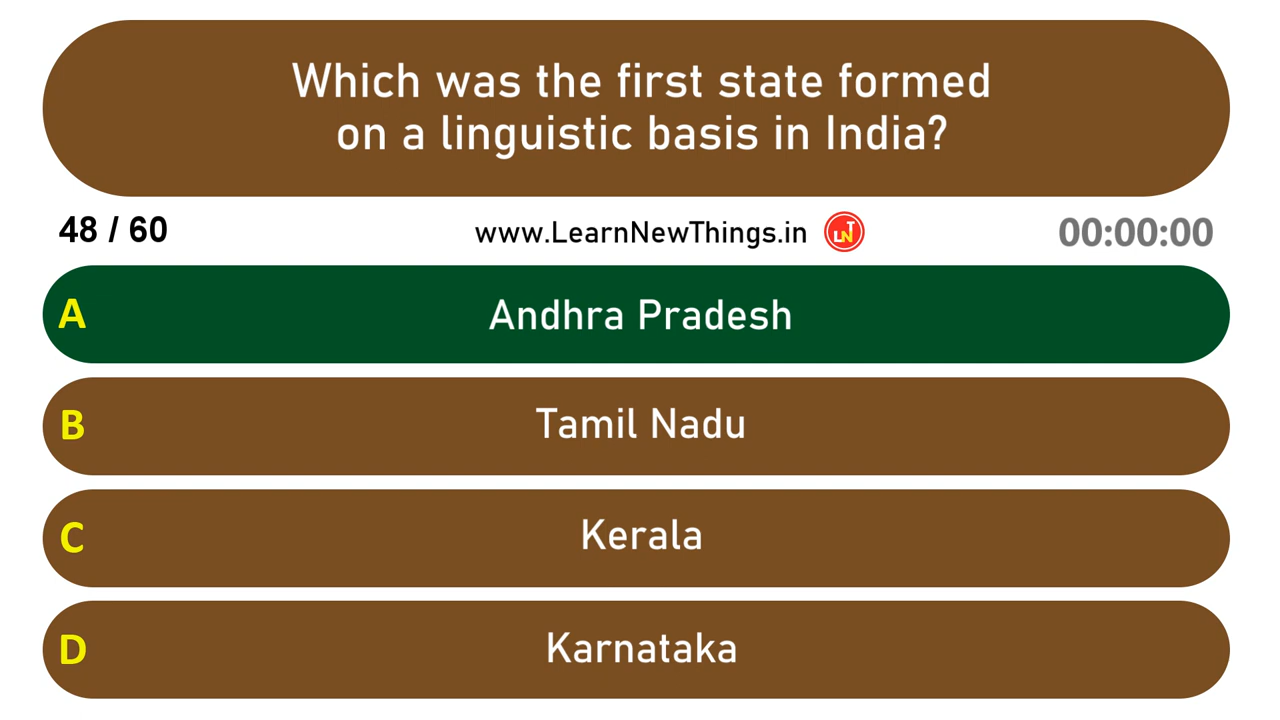 Which was the first state formed
on a linguistic basis in India?
48 / 60
www.LearnNewThings.in
LNT
00:00:00
A
Andhra Pradesh
B
Tamil Nadu
C
Kerala
D
Karnataka